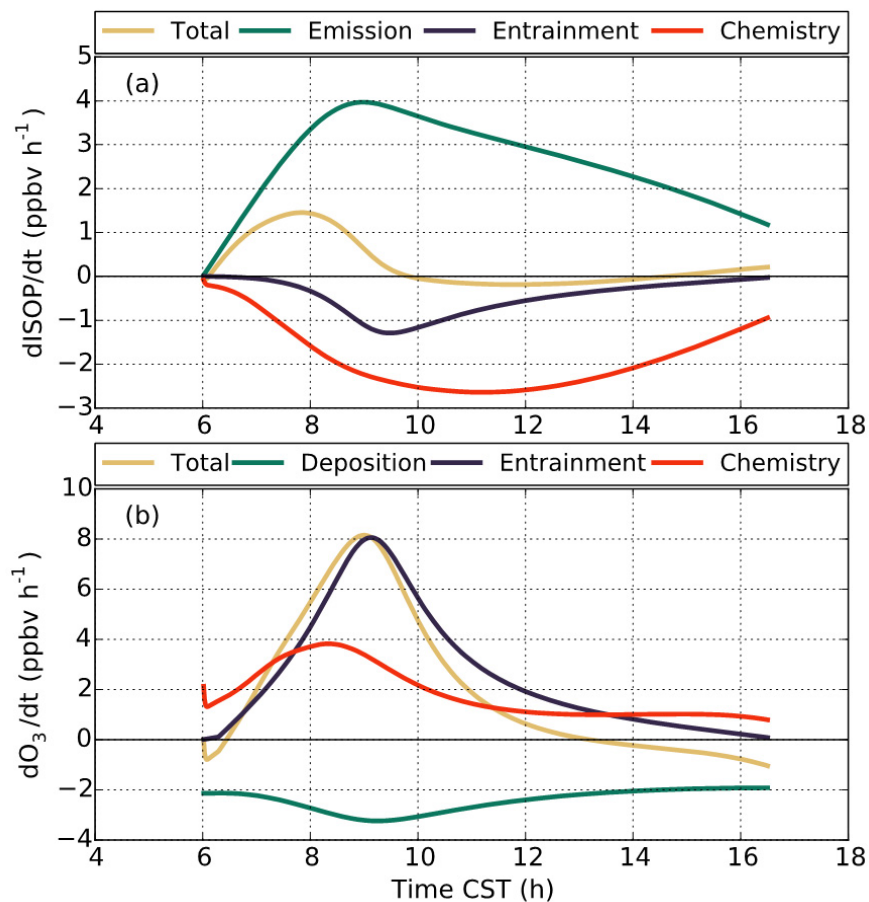 Total Emission Entrainment Chemistry
5
4
3
2
1
0
−1
−2
−3
(a)
dISOP/dt (ppbv h⁻¹)
4 6 8 10 12 14 16 18
Total Deposition Entrainment Chemistry
10
8
6
4
2
0
−2
−4
(b)
dO₃/dt (ppbv h⁻¹)
4 6 8 10 12 14 16 18
Time CST (h)